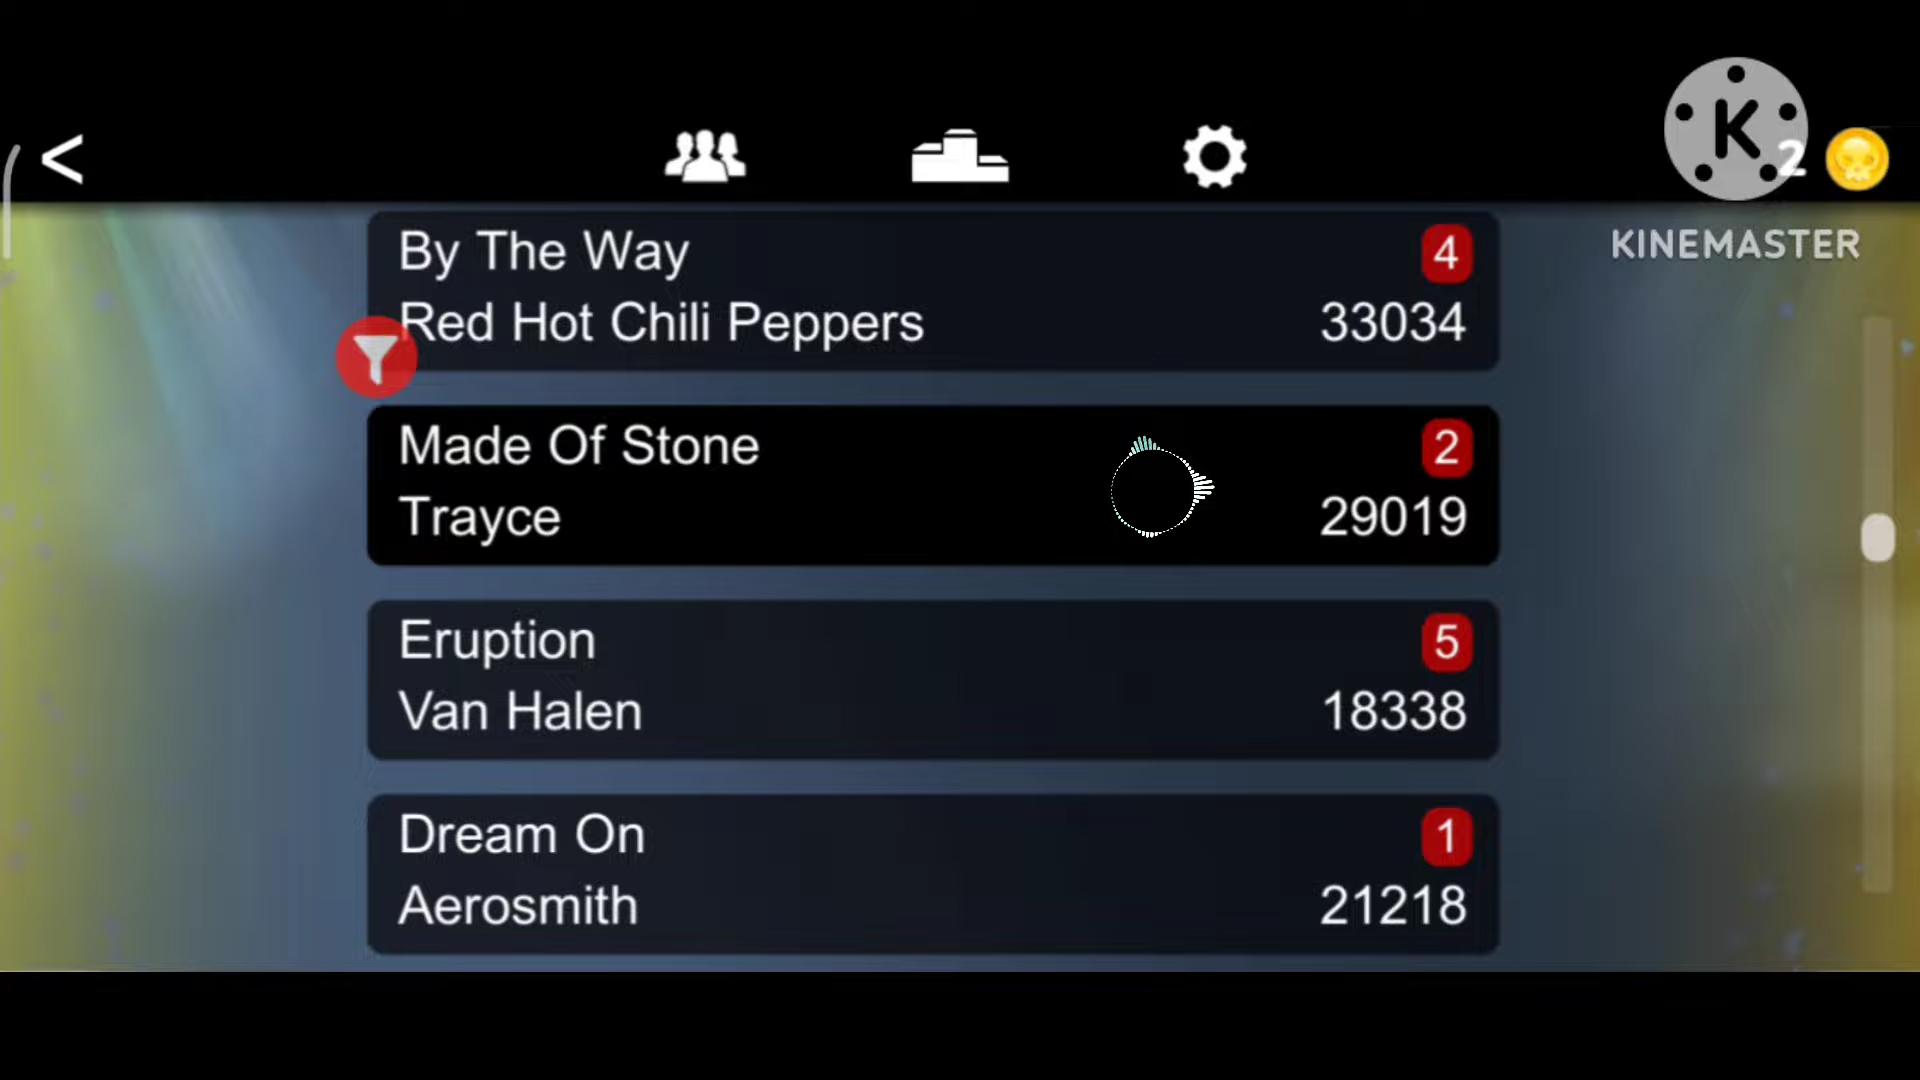 <
K
2
KINEMASTER
By The Way
4
Red Hot Chili Peppers
33034
Made Of Stone
2
Trayce
29019
Eruption
5
Van Halen
18338
Dream On
1
Aerosmith
21218